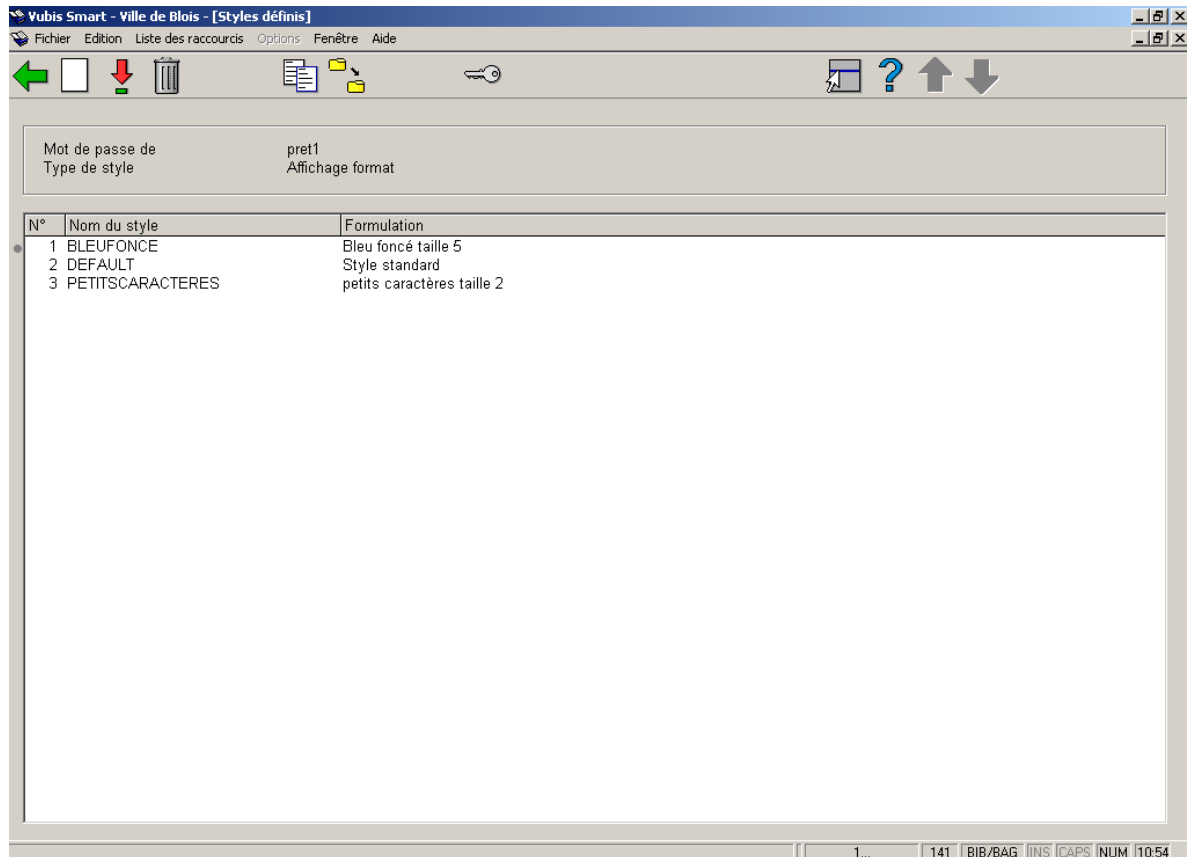 Vubis Smart - Ville de Blois - [Styles définis]
Fichier Edition Liste des raccourcis Options Fenêtre Aide
Mot de passe de pret1
Type de style Affichage format
N° Nom du style Formulation
1 BLEUFONCE Bleu foncé taille 5
2 DEFAULT Style standard
3 PETITSCARACTERES petits caractères taille 2
1... 141 BIB/BAG INS CAPS NUM 10:54